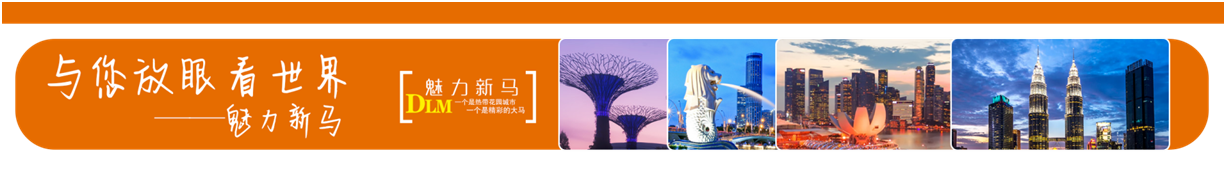 与您放眼看世界
———魅力新马
魅力新马
DLM
一个是热带花园城市
一个是精彩的大马